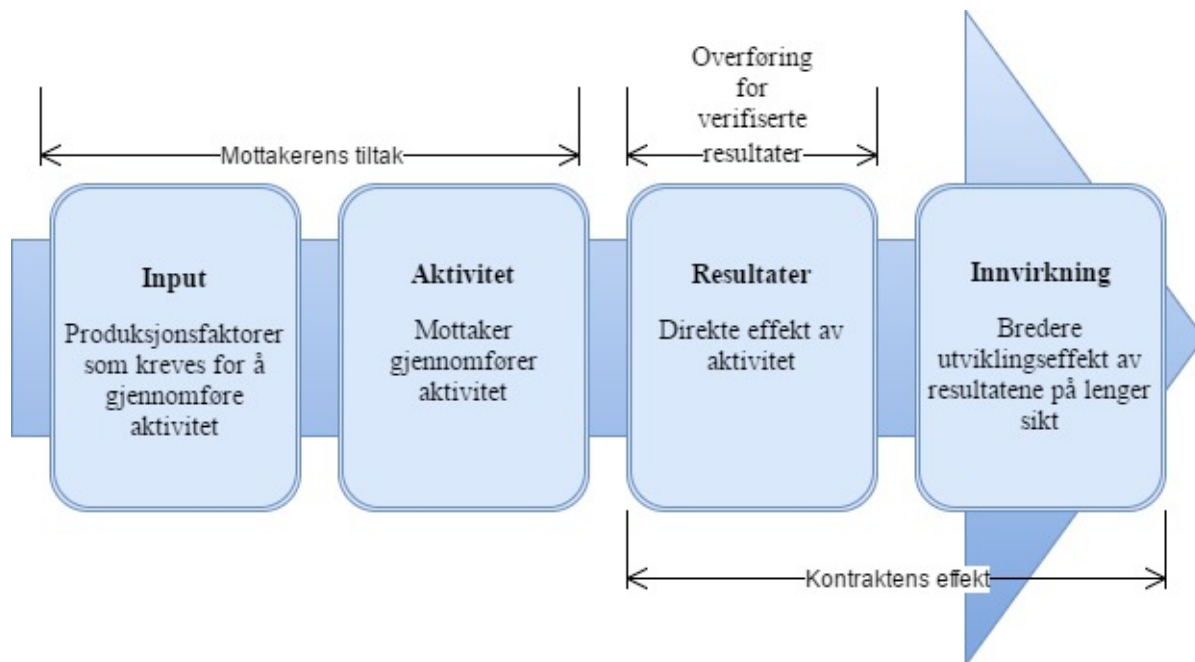 Overføring
for
verifiserte
resultater
Mottakerens tiltak
Input
Produksjonsfaktorer
som kreves for å
gjennomføre
aktivitet
Aktivitet
Mottaker
gjennomfører
aktivitet
Resultater
Direkte effekt av
aktivitet
Innvirkning
Bredere
utviklingseffekt av
resultatene på lenger
sikt
Kontraktens effekt